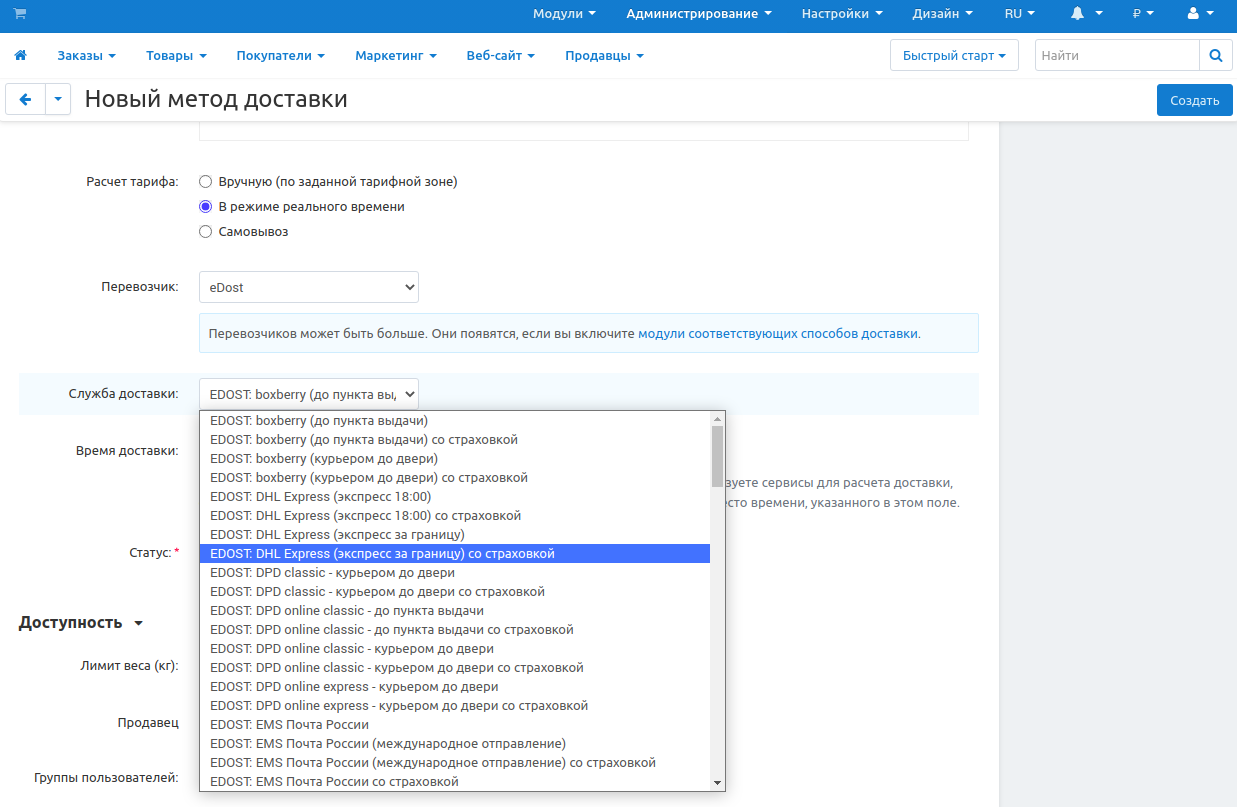 Модули Администрирование Настройки Дизайн RU ₽
Заказы Товары Покупатели Маркетинг Веб-сайт Продавцы Быстрый старт Найти
Новый метод доставки Создать
Расчет тарифа: Вручную (по заданной тарифной зоне)
В режиме реального времени
Самовывоз
Перевозчик: eDost
Перевозчиков может быть больше. Они появятся, если вы включите модули соответствующих способов доставки.
Служба доставки: EDOST: boxberry (до пункта вы
EDOST: boxberry (до пункта выдачи)
EDOST: boxberry (до пункта выдачи) со страховкой
EDOST: boxberry (курьером до двери)
Время доставки:
EDOST: boxberry (курьером до двери) со страховкой
зуете сервисы для расчета доставки,
EDOST: DHL Express (экспресс 18:00)
сто времени, указанного в этом поле.
EDOST: DHL Express (экспресс 18:00) со страховкой
EDOST: DHL Express (экспресс за границу)
Статус: *
EDOST: DHL Express (экспресс за границу) со страховкой
EDOST: DPD classic - курьером до двери
EDOST: DPD classic - курьером до двери со страховкой
EDOST: DPD online classic - до пункта выдачи
Доступность
EDOST: DPD online classic - до пункта выдачи со страховкой
EDOST: DPD online classic - курьером до двери
Лимит веса (кг):
EDOST: DPD online classic - курьером до двери со страховкой
EDOST: DPD online express - курьером до двери
EDOST: DPD online express - курьером до двери со страховкой
Продавец
EDOST: EMS Почта России
EDOST: EMS Почта России (международное отправление)
EDOST: EMS Почта России (международное отправление) со страховкой
Группы пользователей:
EDOST: EMS Почта России со страховкой